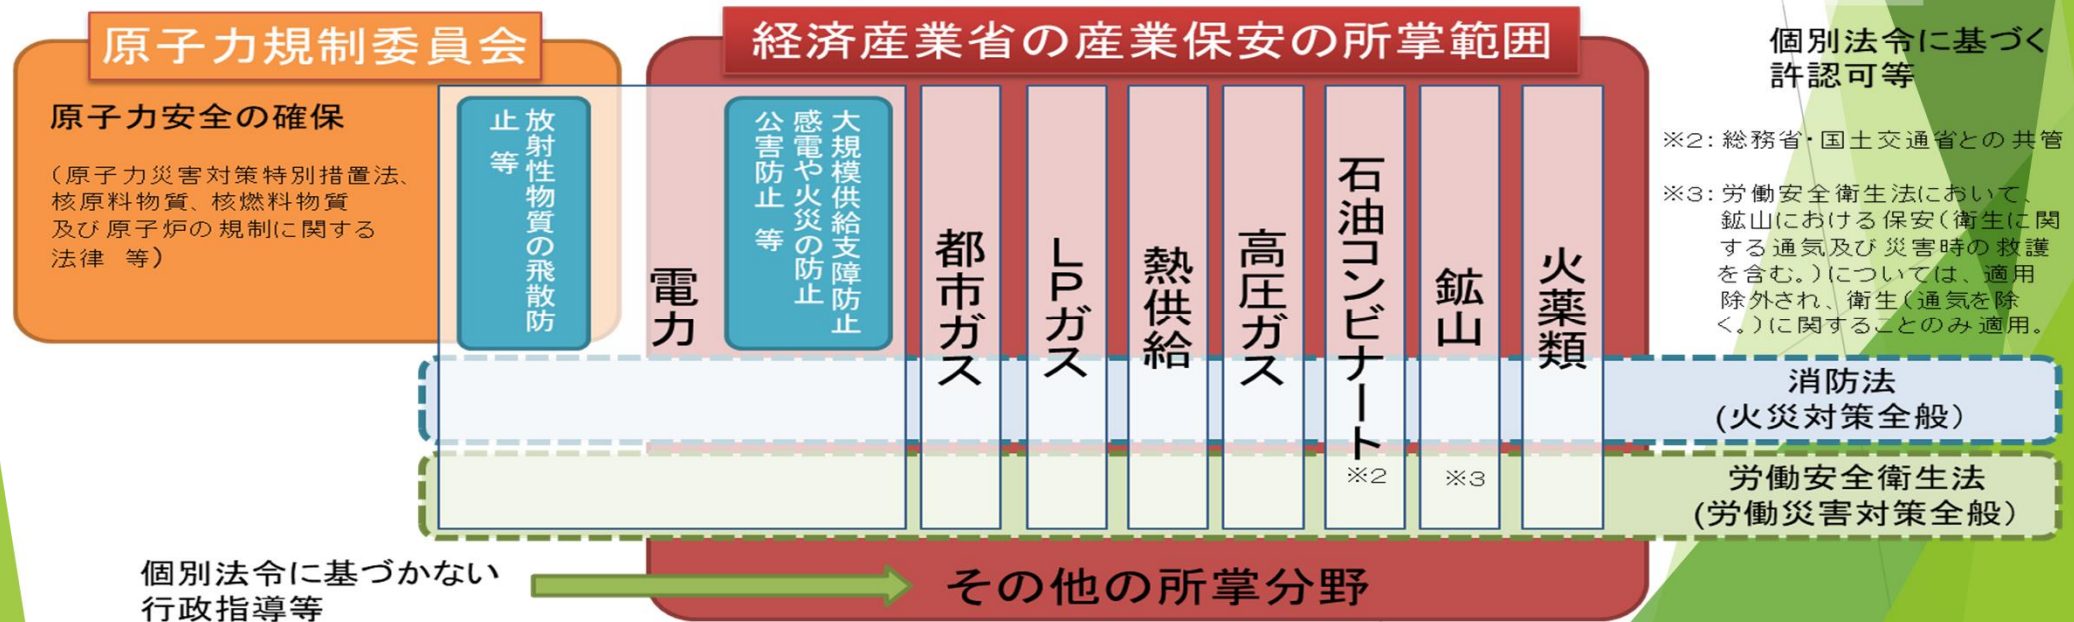 原子力規制委員会
原子力安全の確保
(原子力災害対策特別措置法、
核原料物質、核燃料物質
及び原子炉の規制に関する
法律 等)
経済産業省の産業保安の所掌範囲
放射性物質の飛散防
止 等
電力
大規模供給支障防止
感電や火災の防止
公害防止 等
都市ガス
LPガス
熱供給
高圧ガス
石油コンビナート
※2
鉱山
※3
火薬類
個別法令に基づく
許認可等
※2:総務省・国土交通省との共管
※3:労働安全衛生法において、
鉱山における保安(衛生に関
する通気及び災害時の救護
を含む。)については、適用
除外され、衛生(通気を除
く。)に関することのみ適用。
消防法
(火災対策全般)
労働安全衛生法
(労働災害対策全般)
個別法令に基づかない
行政指導等
その他の所掌分野